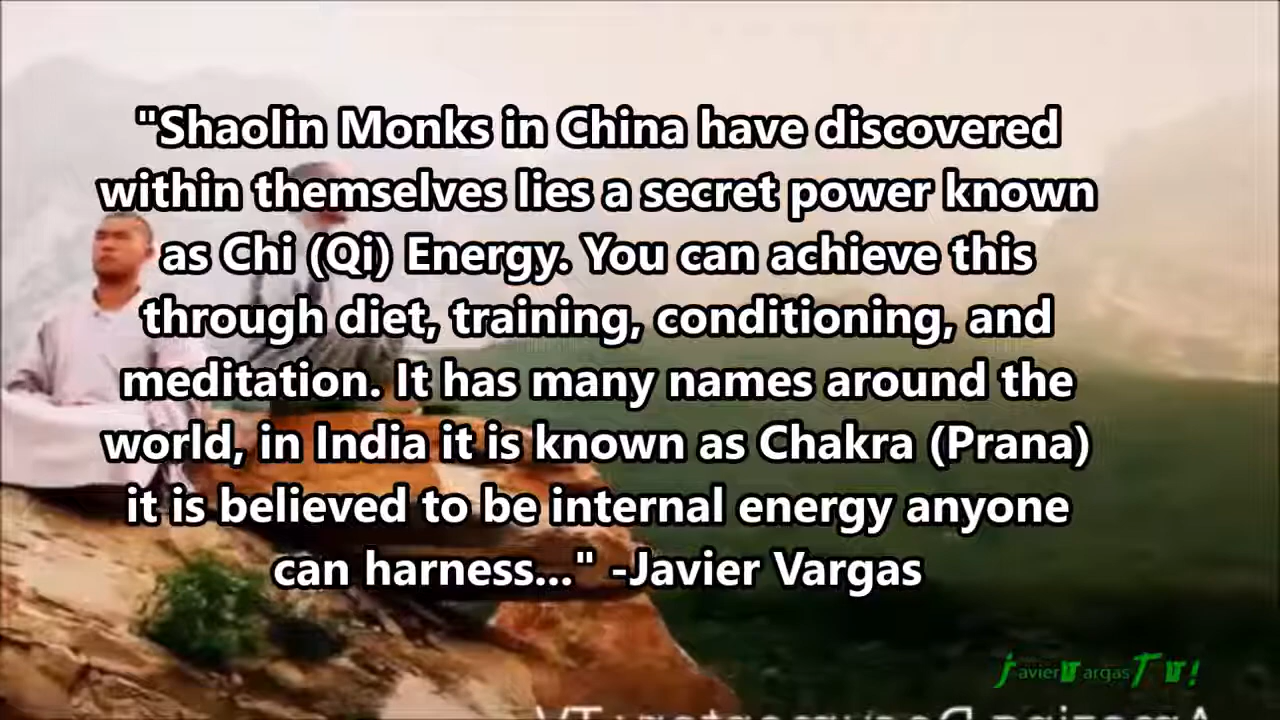 "Shaolin Monks in China have discovered
within themselves lies a secret power known
as Chi (Qi) Energy. You can achieve this
through diet, training, conditioning, and
meditation. It has many names around the
world, in India it is known as Chakra (Prana)
it is believed to be internal energy anyone
can harness..." -Javier Vargas
JavierVargasTV!